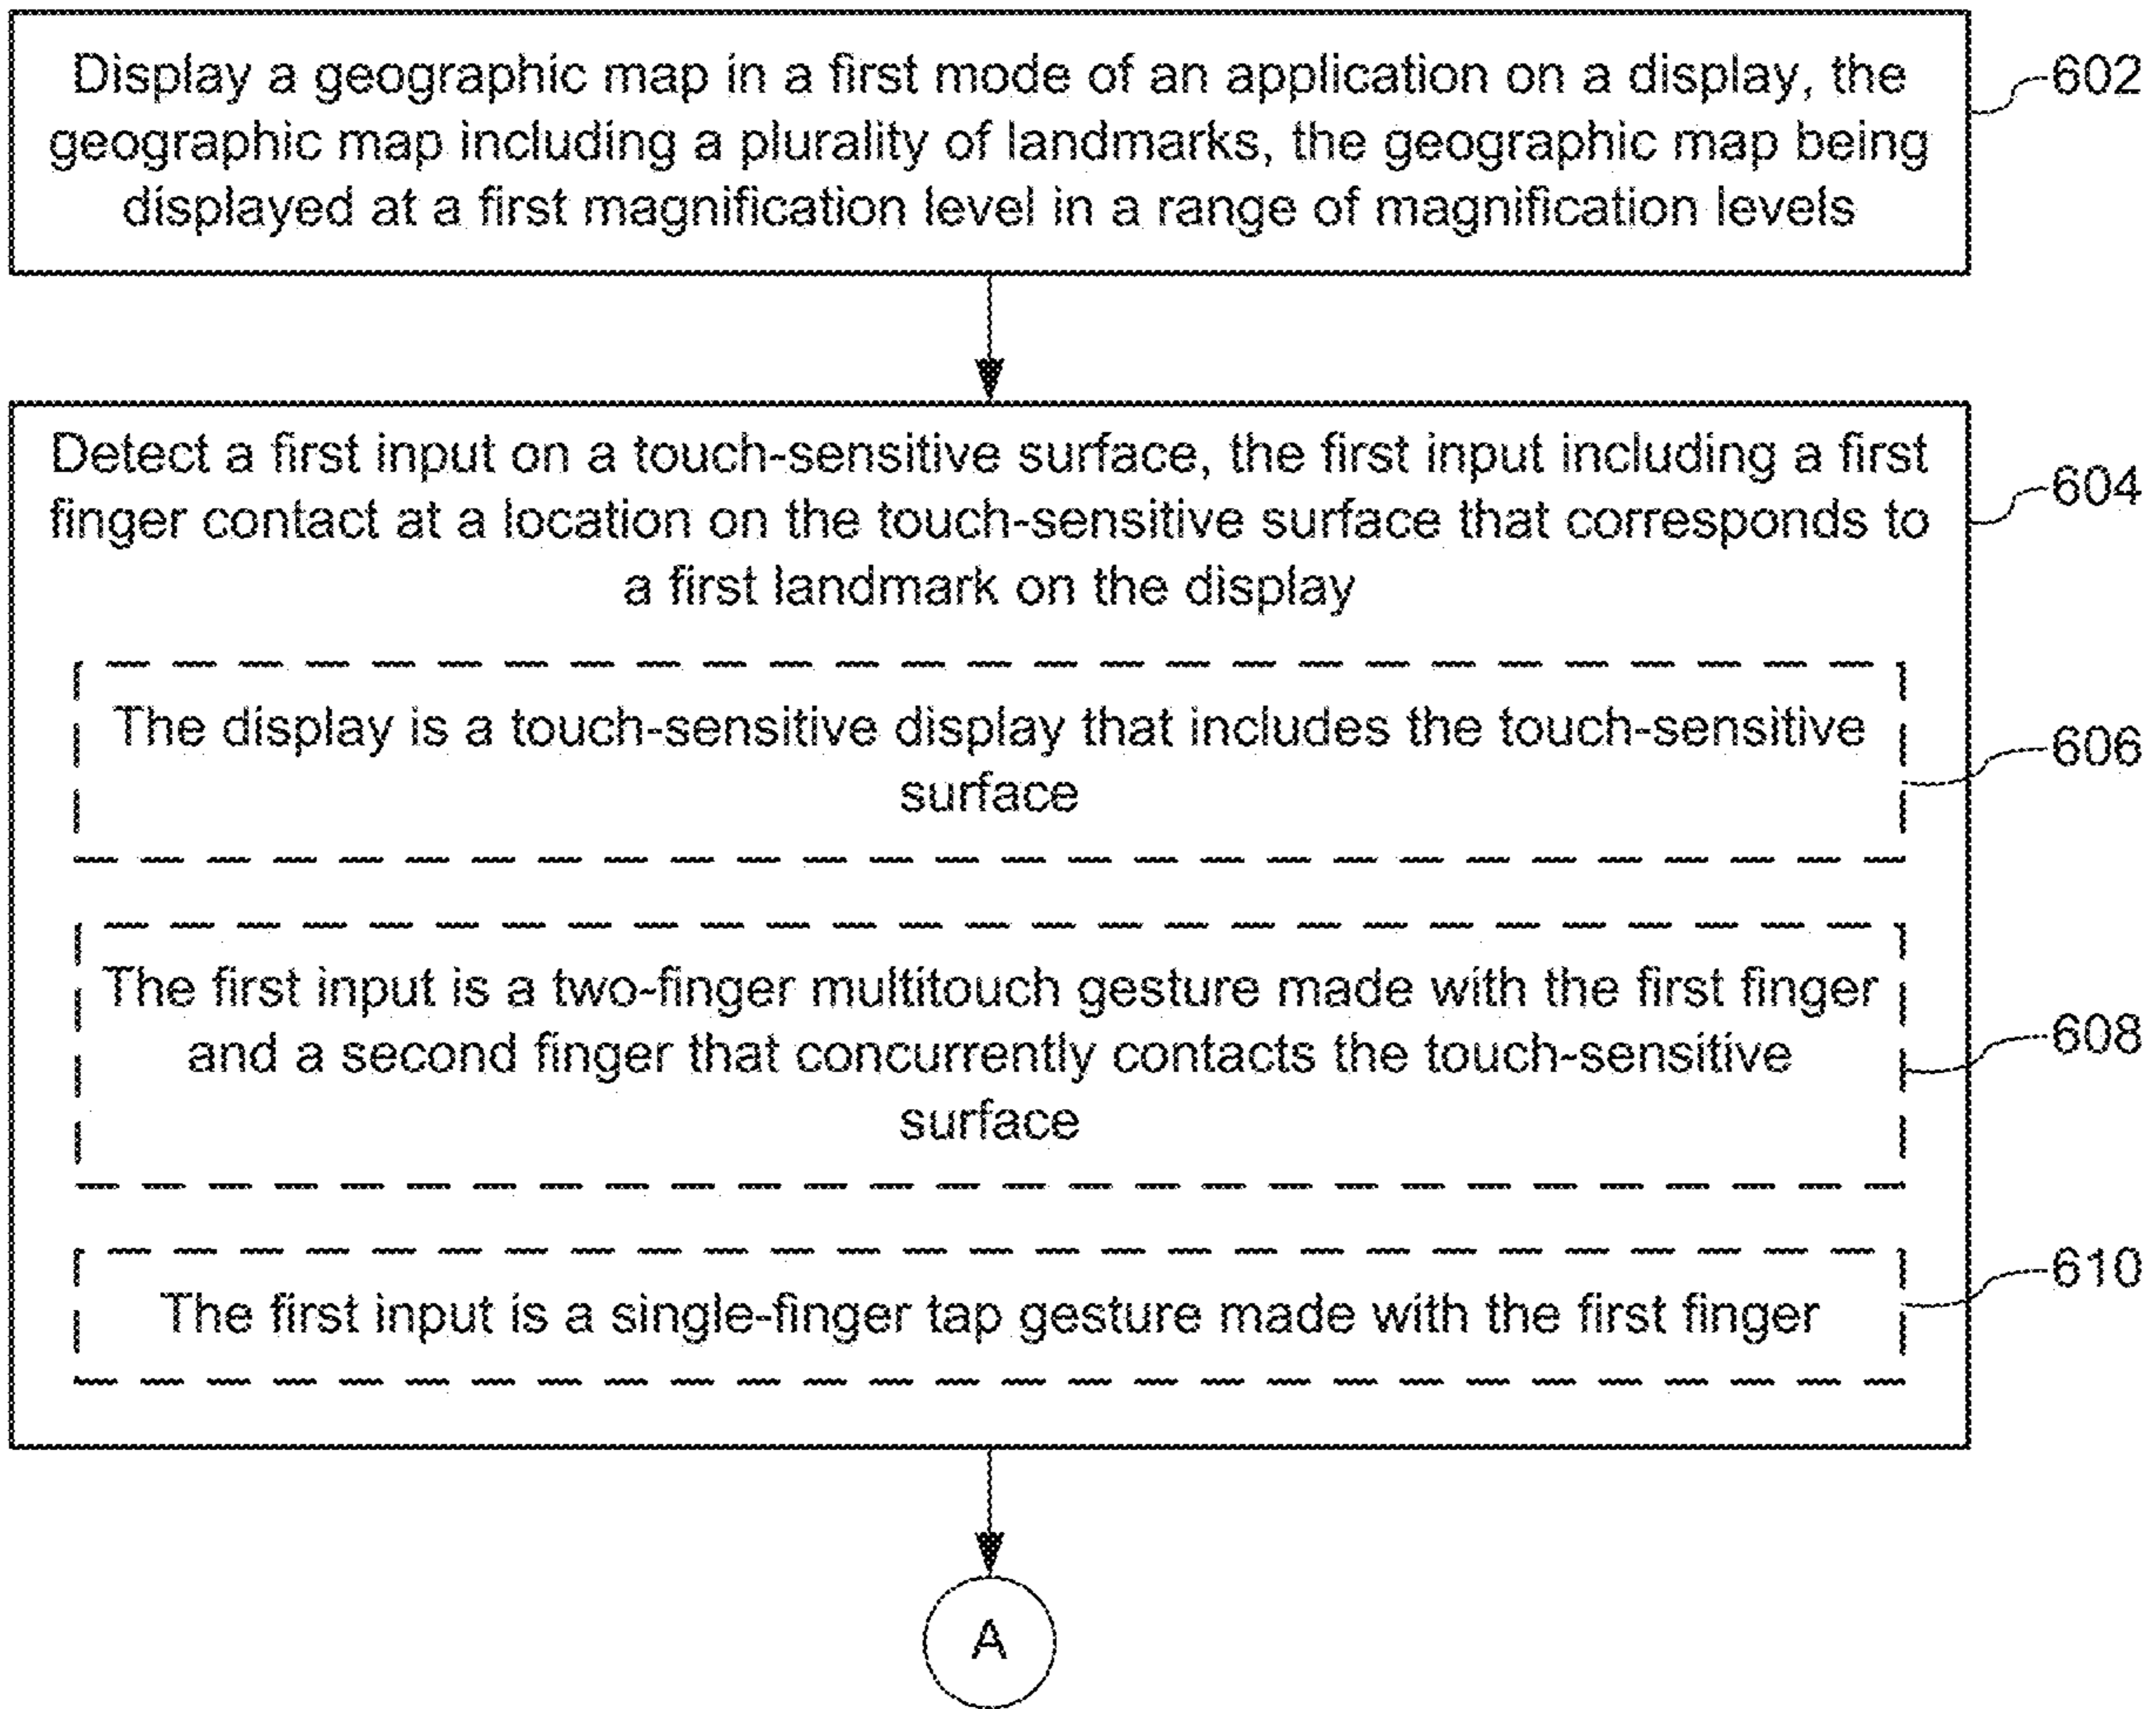 Display a geographic map in a first mode of an application on a display, the
geographic map including a plurality of landmarks, the geographic map being
displayed at a first magnification level in a range of magnification levels
602
Detect a first input on a touch-sensitive surface, the first input including a first
finger contact at a location on the touch-sensitive surface that corresponds to
a first landmark on the display
604
The display is a touch-sensitive display that includes the touch-sensitive
surface
606
The first input is a two-finger multitouch gesture made with the first finger
and a second finger that concurrently contacts the touch-sensitive
surface
608
The first input is a single-finger tap gesture made with the first finger
610
A